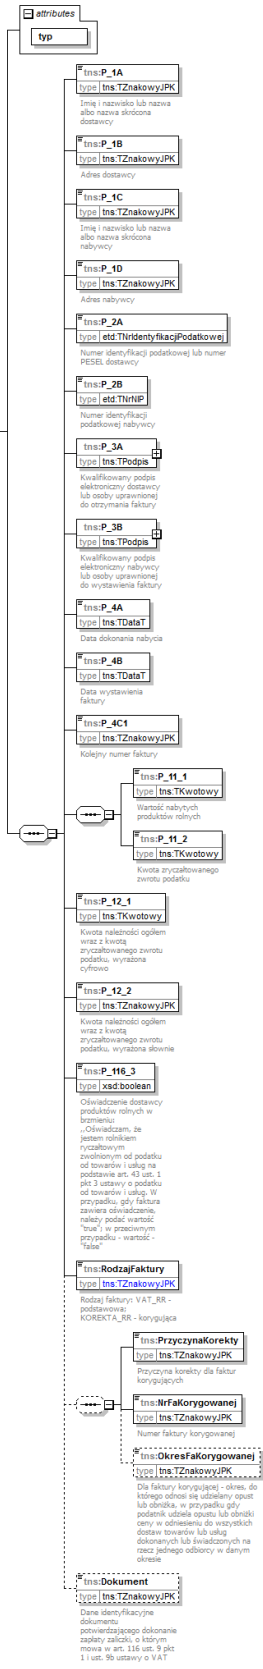 attributes
typ
tns:P_1A
type tns:TZnakowyJPK
Imię i nazwisko lub nazwa
albo nazwa skrócona
dostawcy
tns:P_1B
type tns:TZnakowyJPK
Adres dostawcy
tns:P_1C
type tns:TZnakowyJPK
Imię i nazwisko lub nazwa
albo nazwa skrócona
nabywcy
tns:P_1D
type tns:TZnakowyJPK
Adres nabywcy
tns:P_2A
type etd:TNrIdentyfikacjiPodatkowej
Numer identyfikacji podatkowej lub numer
PESEL dostawcy
tns:P_2B
type etd:TNrNIP
Numer identyfikacji
podatkowej nabywcy
tns:P_3A
type tns:TPodpis
Kwalifikowany podpis
elektroniczny dostawcy
lub osoby uprawnionej
do otrzymania faktury
tns:P_3B
type tns:TPodpis
Kwalifikowany podpis
elektroniczny nabywcy
lub osoby uprawnionej
do wystawienia faktury
tns:P_4A
type tns:TDataT
Data dokonania nabycia
tns:P_4B
type tns:TDataT
Data wystawienia
faktury
tns:P_4C1
type tns:TZnakowyJPK
Kolejny numer faktury
tns:P_11_1
type tns:TKwotowy
Wartość nabytych
produktów rolnych
tns:P_11_2
type tns:TKwotowy
Kwota zryczałtowanego
zwrotu podatku
tns:P_12_1
type tns:TKwotowy
Kwota należności ogółem
wraz z kwotą
zryczałtowanego zwrotu
podatku, wyrażona
cyfrowo
tns:P_12_2
type tns:TZnakowyJPK
Kwota należności ogółem
wraz z kwotą
zryczałtowanego zwrotu
podatku, wyrażona słownie
tns:P_116_3
type xsd:boolean
Oświadczenie dostawcy
produktów rolnych w
brzmieniu:
,,Oświadczam, że
jestem rolnikiem
ryczałtowym
zwolnionym od podatku
od towarów i usług na
podstawie art. 43 ust. 1
pkt 3 ustawy o podatku
od towarów i usług. W
przypadku, gdy faktura
zawiera oświadczenie,
należy podać wartość
"true"; w przeciwnym
przypadku - wartość -
"false"
tns:RodzajFaktury
type tns:TZnakowyJPK
Rodzaj faktury: VAT_RR -
podstawowa;
KOREKTA_RR - korygująca
tns:PrzyczynaKorekty
type tns:TZnakowyJPK
Przyczyna korekty dla faktur
korygujących
tns:NrFaKorygowanej
type tns:TZnakowyJPK
Numer faktury korygowanej
tns:OkresFaKorygowanej
type tns:TZnakowyJPK
Dla faktury korygującej - okres, do
którego odnosi się udzielany opust
lub obniżka, w przypadku gdy
podatnik udziela opustu lub obniżki
ceny w odniesieniu do wszystkich
dostaw towarów lub usług
dokonanych lub świadczonych na
rzecz jednego odbiorcy w danym
okresie
tns:Dokument
type tns:TZnakowyJPK
Dane identyfikacyjne
dokumentu
potwierdzającego dokonanie
zapłaty zaliczki, o którym
mowa w art. 116 ust. 9 pkt
1 i ust. 9b ustawy o VAT